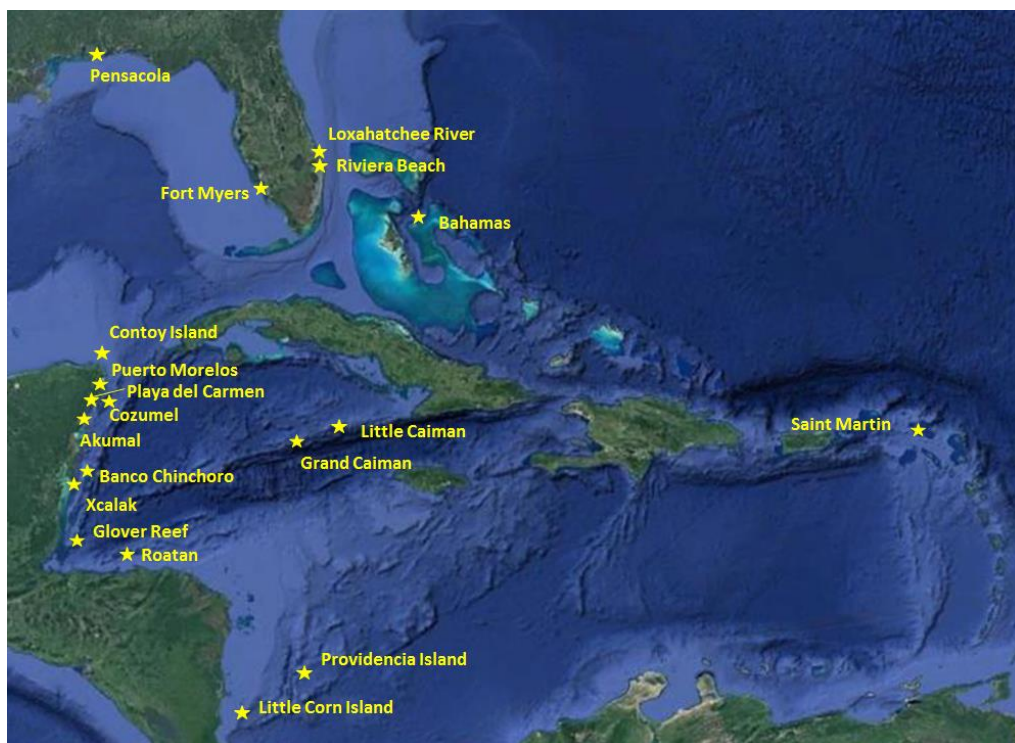 Pensacola
Loxahatchee River
Riviera Beach
Fort Myers
Bahamas
Contoy Island
Puerto Morelos
Playa del Carmen
Cozumel
Akumal
Little Caiman
Saint Martin
Grand Caiman
Banco Chinchoro
Xcalak
Glover Reef
Roatan
Providencia Island
Little Corn Island